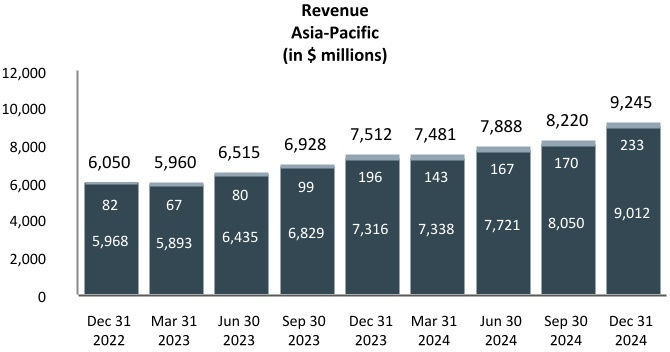 Revenue
Asia-Pacific
(in $ millions)
12,000
10,000
8,000
6,000
4,000
2,000
0
6,050 5,960 6,515 6,928 7,512 7,481 7,888 8,220 9,245
82 67 80 99 196 143 167 170 233
5,968 5,893 6,435 6,829 7,316 7,338 7,721 8,050 9,012
Dec 31 Mar 31 Jun 30 Sep 30 Dec 31 Mar 31 Jun 30 Sep 30 Dec 31
2022 2023 2023 2023 2023 2024 2024 2024 2024